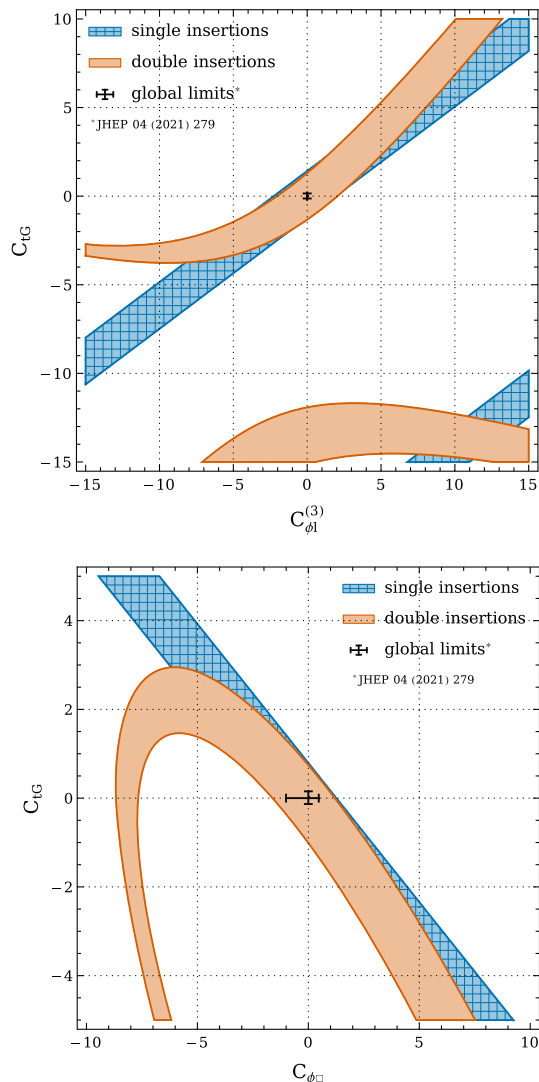 10
5
0
−5
−10
−15
C_tG
single insertions
double insertions
global limits*
*JHEP 04 (2021) 279
−15 −10 −5 0 5 10 15
C_ϕl^(3)
4
2
0
−2
−4
C_tG
single insertions
double insertions
global limits*
*JHEP 04 (2021) 279
−10 −5 0 5 10
C_ϕ□